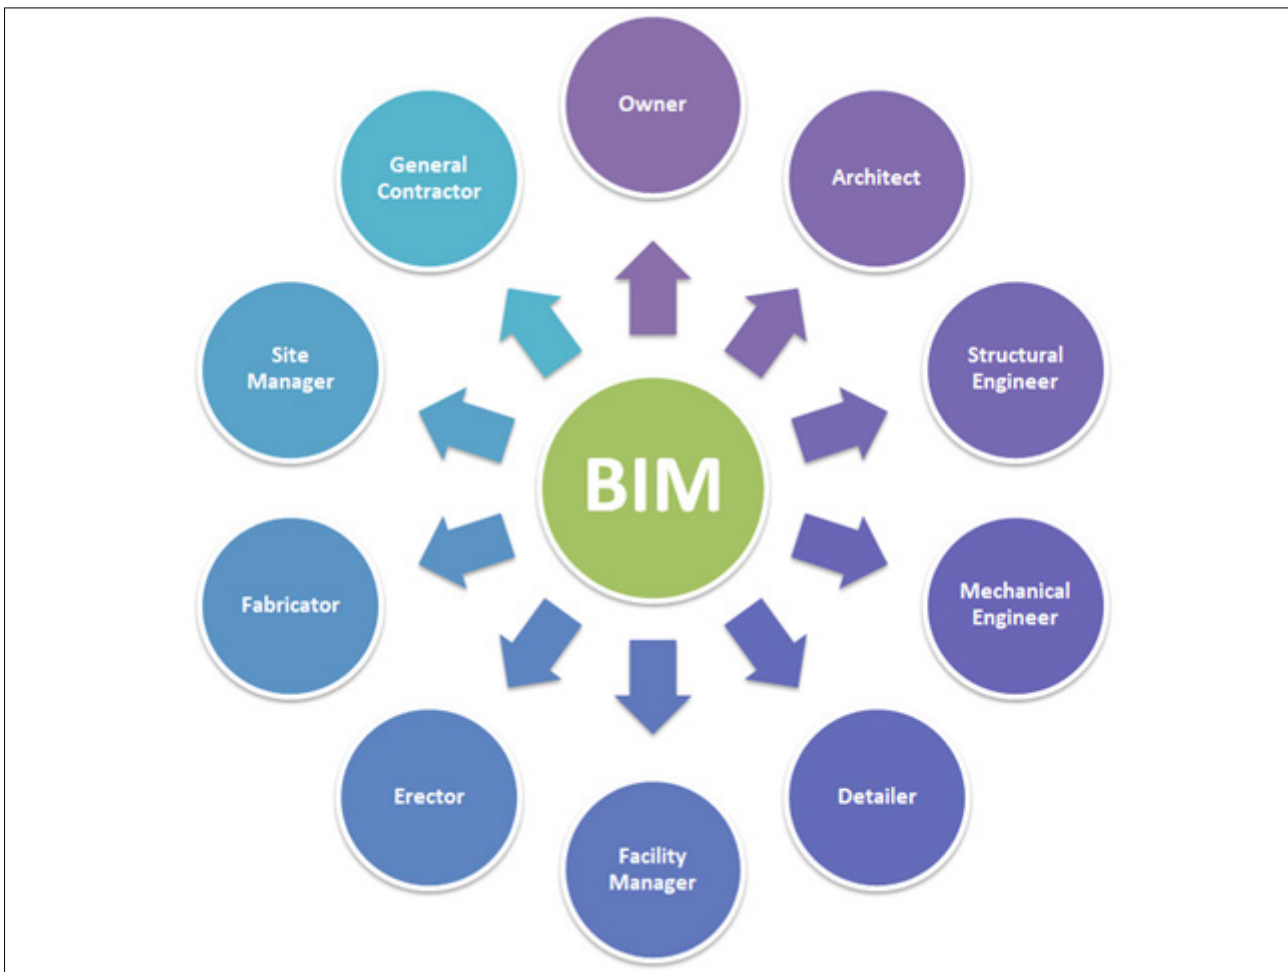 Owner
Architect
Structural
Engineer
Mechanical
Engineer
Detailer
Facility
Manager
Erector
Fabricator
Site
Manager
General
Contractor
BIM